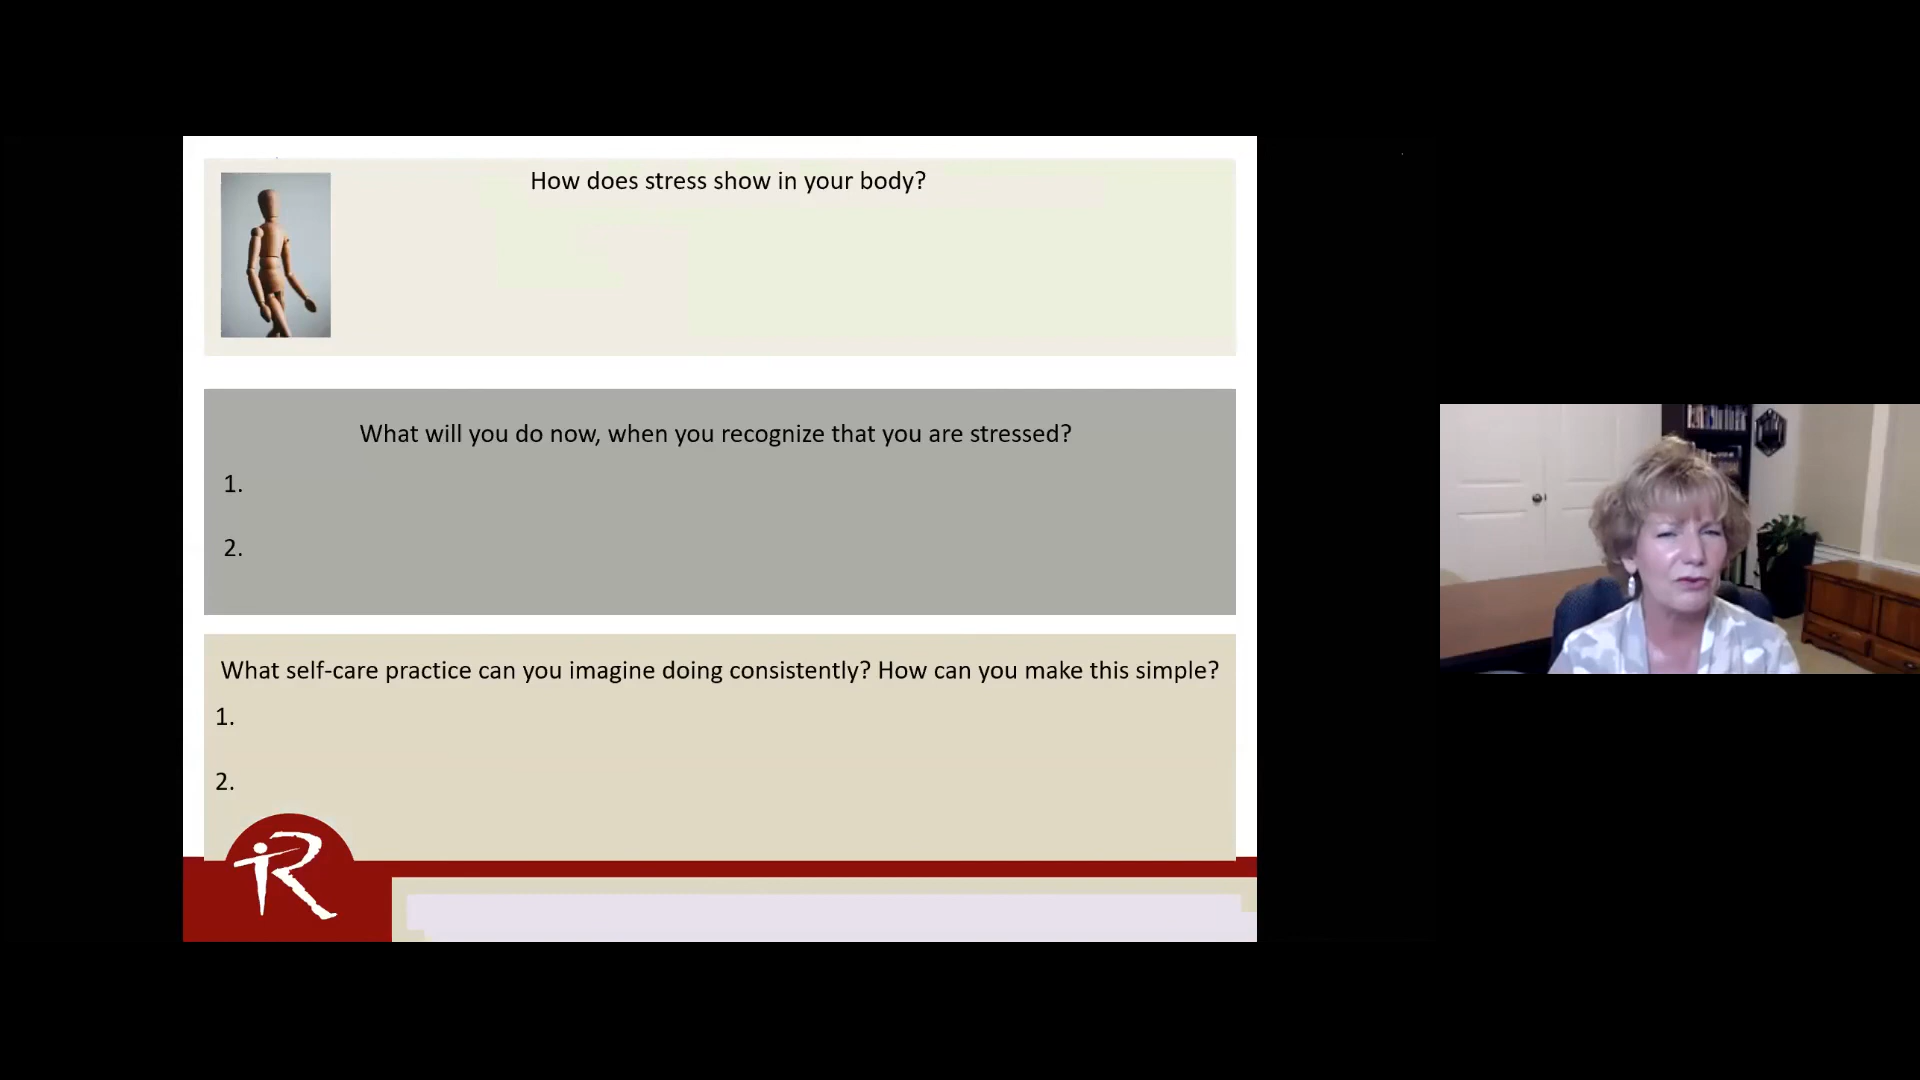 How does stress show in your body?
What will you do now, when you recognize that you are stressed?
1.
2.
What self-care practice can you imagine doing consistently? How can you make this simple?
1.
2.
R